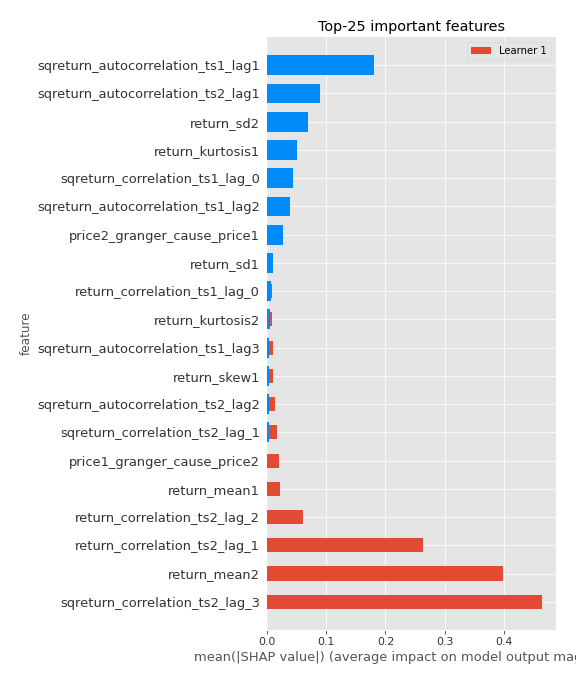 Top-25 important features
Learner 1
sqreturn_autocorrelation_ts1_lag1
sqreturn_autocorrelation_ts2_lag1
return_sd2
return_kurtosis1
sqreturn_correlation_ts1_lag_0
sqreturn_autocorrelation_ts1_lag2
price2_granger_cause_price1
return_sd1
return_correlation_ts1_lag_0
return_kurtosis2
sqreturn_autocorrelation_ts1_lag3
return_skew1
sqreturn_autocorrelation_ts2_lag2
sqreturn_correlation_ts2_lag_1
price1_granger_cause_price2
return_mean1
return_correlation_ts2_lag_2
return_correlation_ts2_lag_1
return_mean2
sqreturn_correlation_ts2_lag_3
feature
0.0 0.1 0.2 0.3 0.4
mean(|SHAP value|) (average impact on model output mag